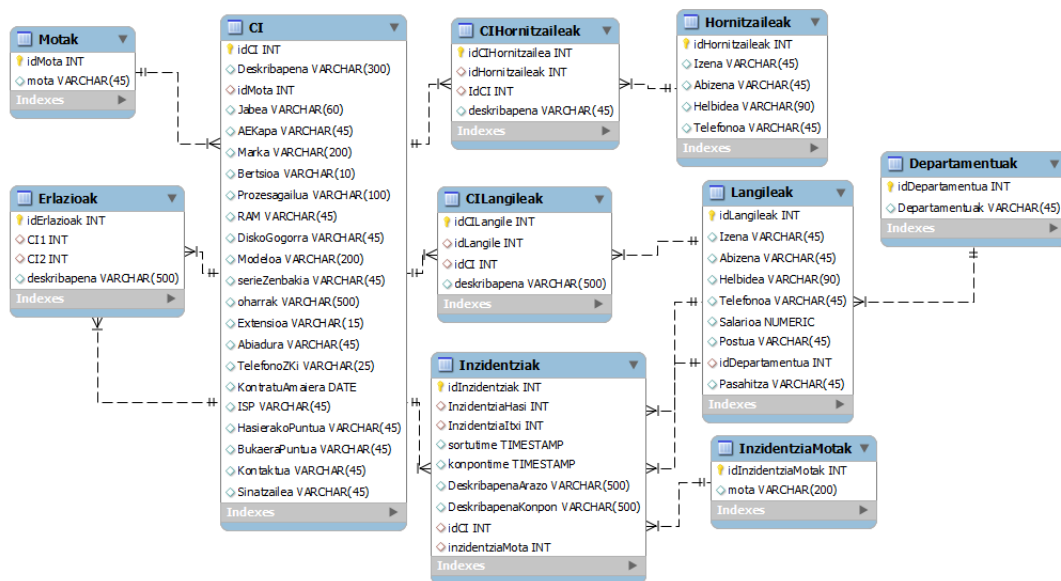 Motak
idMota INT
mota VARCHAR(45)
Indexes
Erlazioak
idErlazioak INT
CI1 INT
CI2 INT
deskribapena VARCHAR(500)
Indexes
CI
idCI INT
Deskribapena VARCHAR(300)
idMota INT
Jabea VARCHAR(60)
AEKapa VARCHAR(45)
Marka VARCHAR(200)
Bertsioa VARCHAR(10)
Prozesagailua VARCHAR(100)
RAM VARCHAR(45)
DiskoGogorra VARCHAR(45)
Modeloa VARCHAR(200)
serieZenbakia VARCHAR(45)
oharrak VARCHAR(500)
Extensioa VARCHAR(15)
Abiadura VARCHAR(45)
TelefonoZKi VARCHAR(25)
KontratuAmaiera DATE
ISP VARCHAR(45)
HasierakoPuntua VARCHAR(45)
BukaeraPuntua VARCHAR(45)
Kontaktua VARCHAR(45)
Sinatzailea VARCHAR(45)
Indexes
CIHornitzaileak
idCIHornitzailea INT
idHornitzaileak INT
IdCI INT
deskribapena VARCHAR(45)
Indexes
CILangileak
idCILangile INT
idLangile INT
idCI INT
deskribapena VARCHAR(500)
Indexes
Inzidentziak
idInzidentziak INT
InzidentziaHasi INT
InzidentziaItxi INT
sortutime TIMESTAMP
konpontime TIMESTAMP
DeskribapenaArazo VARCHAR(500)
DeskribapenaKonpon VARCHAR(500)
idCI INT
inzidentziaMota INT
Indexes
Hornitzaileak
idHornitzaileak INT
Izena VARCHAR(45)
Abizena VARCHAR(45)
Helbidea VARCHAR(90)
Telefonoa VARCHAR(45)
Indexes
Langileak
idLangileak INT
Izena VARCHAR(45)
Abizena VARCHAR(45)
Helbidea VARCHAR(90)
Telefonoa VARCHAR(45)
Salarioa NUMERIC
Postua VARCHAR(45)
idDepartamentua INT
Pasahitza VARCHAR(45)
Indexes
InzidentziaMotak
idInzidentziaMotak INT
mota VARCHAR(200)
Indexes
Departamentuak
idDepartamentua INT
Departamentuak VARCHAR(45)
Indexes